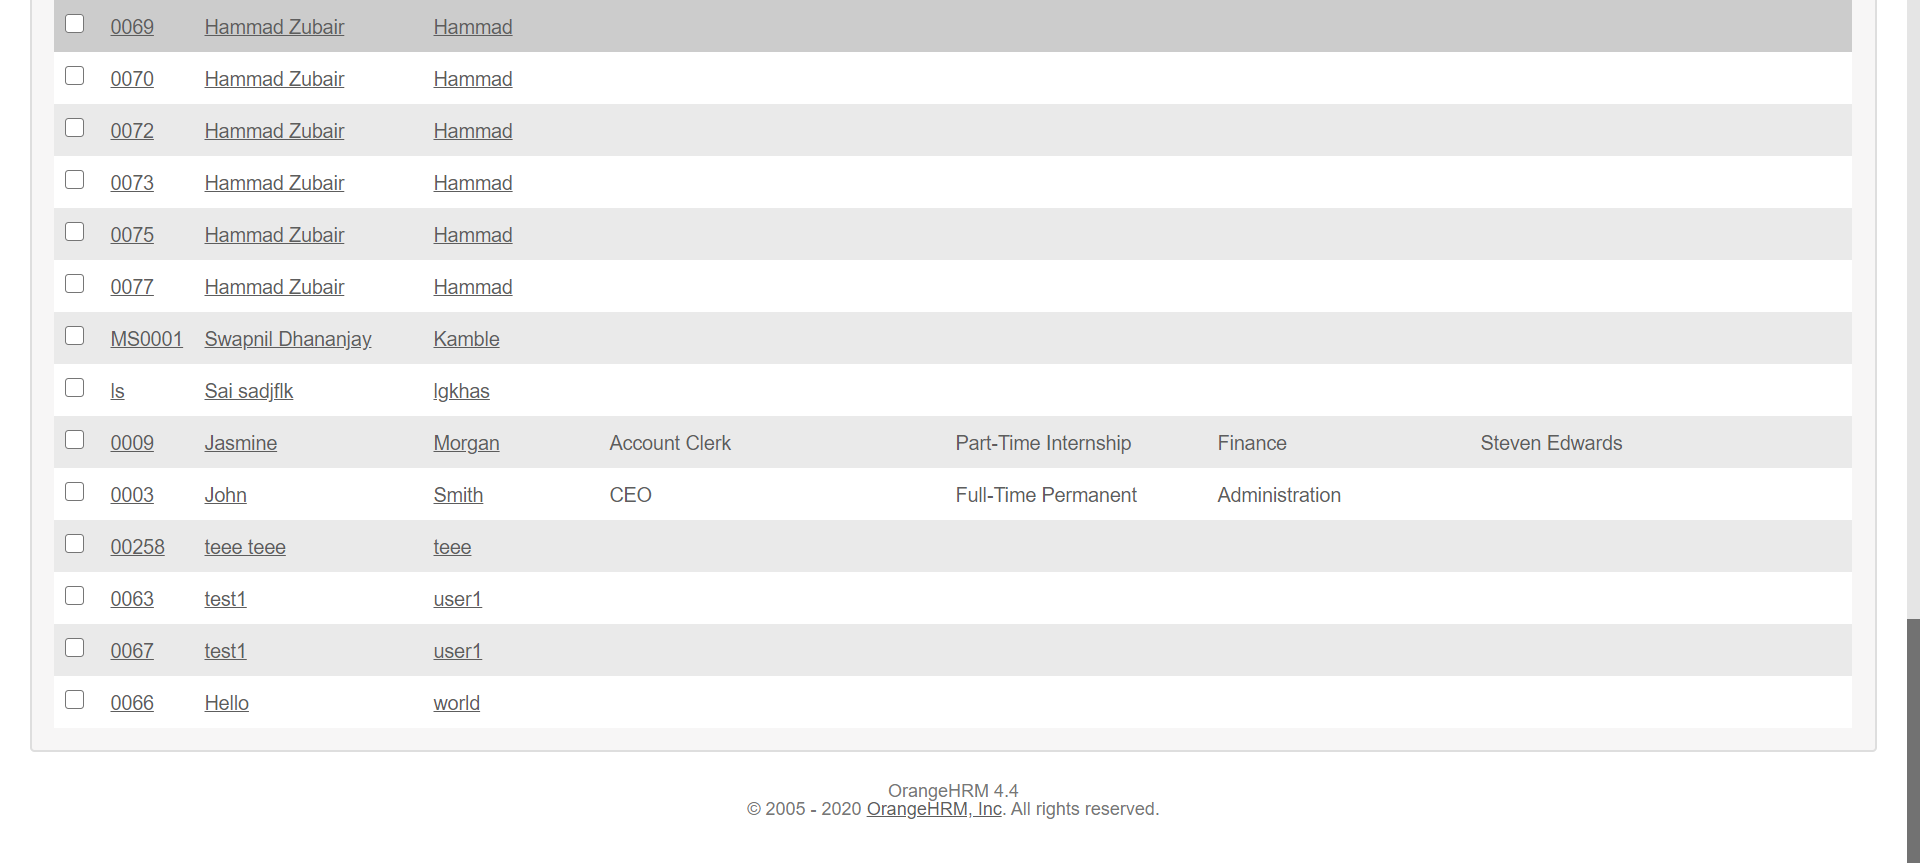 0069 Hammad Zubair Hammad
0070 Hammad Zubair Hammad
0072 Hammad Zubair Hammad
0073 Hammad Zubair Hammad
0075 Hammad Zubair Hammad
0077 Hammad Zubair Hammad
MS0001 Swapnil Dhananjay Kamble
ls Sai sadjflk lgkhas
0009 Jasmine Morgan Account Clerk Part-Time Internship Finance Steven Edwards
0003 John Smith CEO Full-Time Permanent Administration
00258 teee teee teee
0063 test1 user1
0067 test1 user1
0066 Hello world
OrangeHRM 4.4
© 2005 - 2020 OrangeHRM, Inc. All rights reserved.